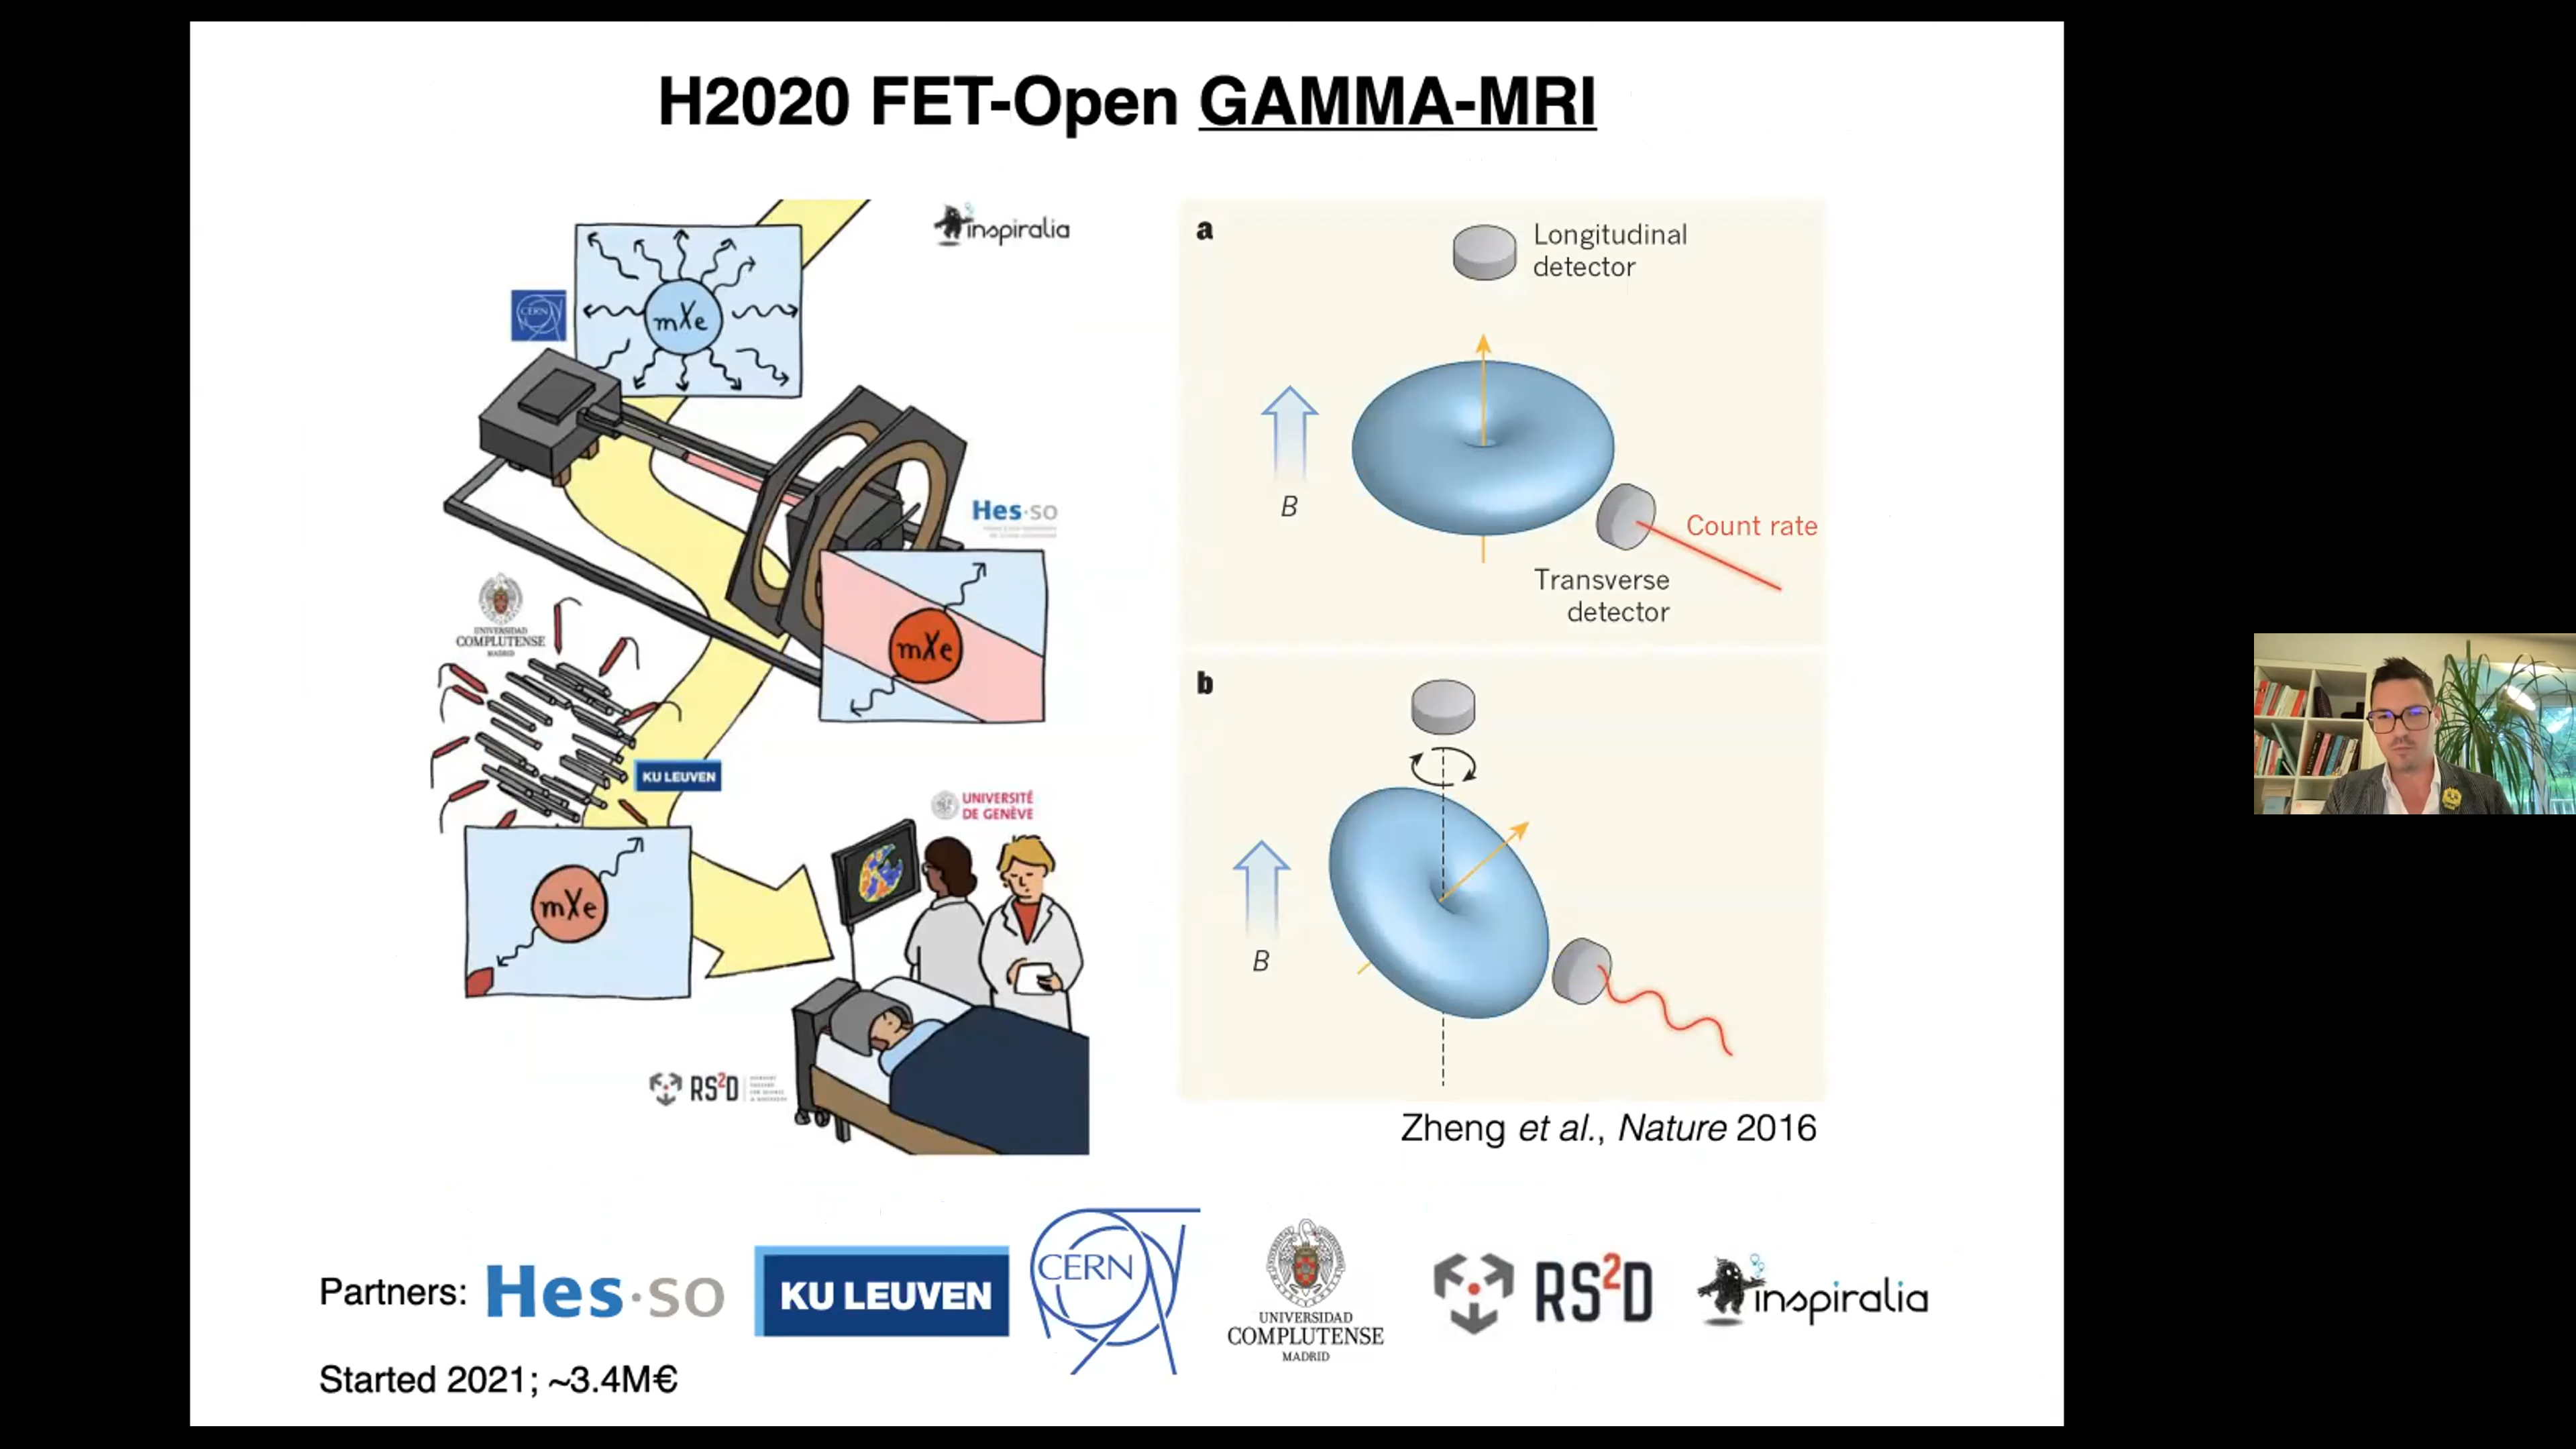 H2020 FET-Open GAMMA-MRI
inspiralia
CERN
mXe
Hes·so
mXe
UNIVERSIDAD
COMPLUTENSE
MADRID
KU LEUVEN
mXe
UNIVERSITÉ
DE GENÈVE
RS2D
a
Longitudinal
detector
B
Count rate
Transverse
detector
b
B
Zheng et al., Nature 2016
Partners: Hes·so
KU LEUVEN
CERN
UNIVERSIDAD
COMPLUTENSE
MADRID
RS2D
inspiralia
Started 2021; ~3.4M€